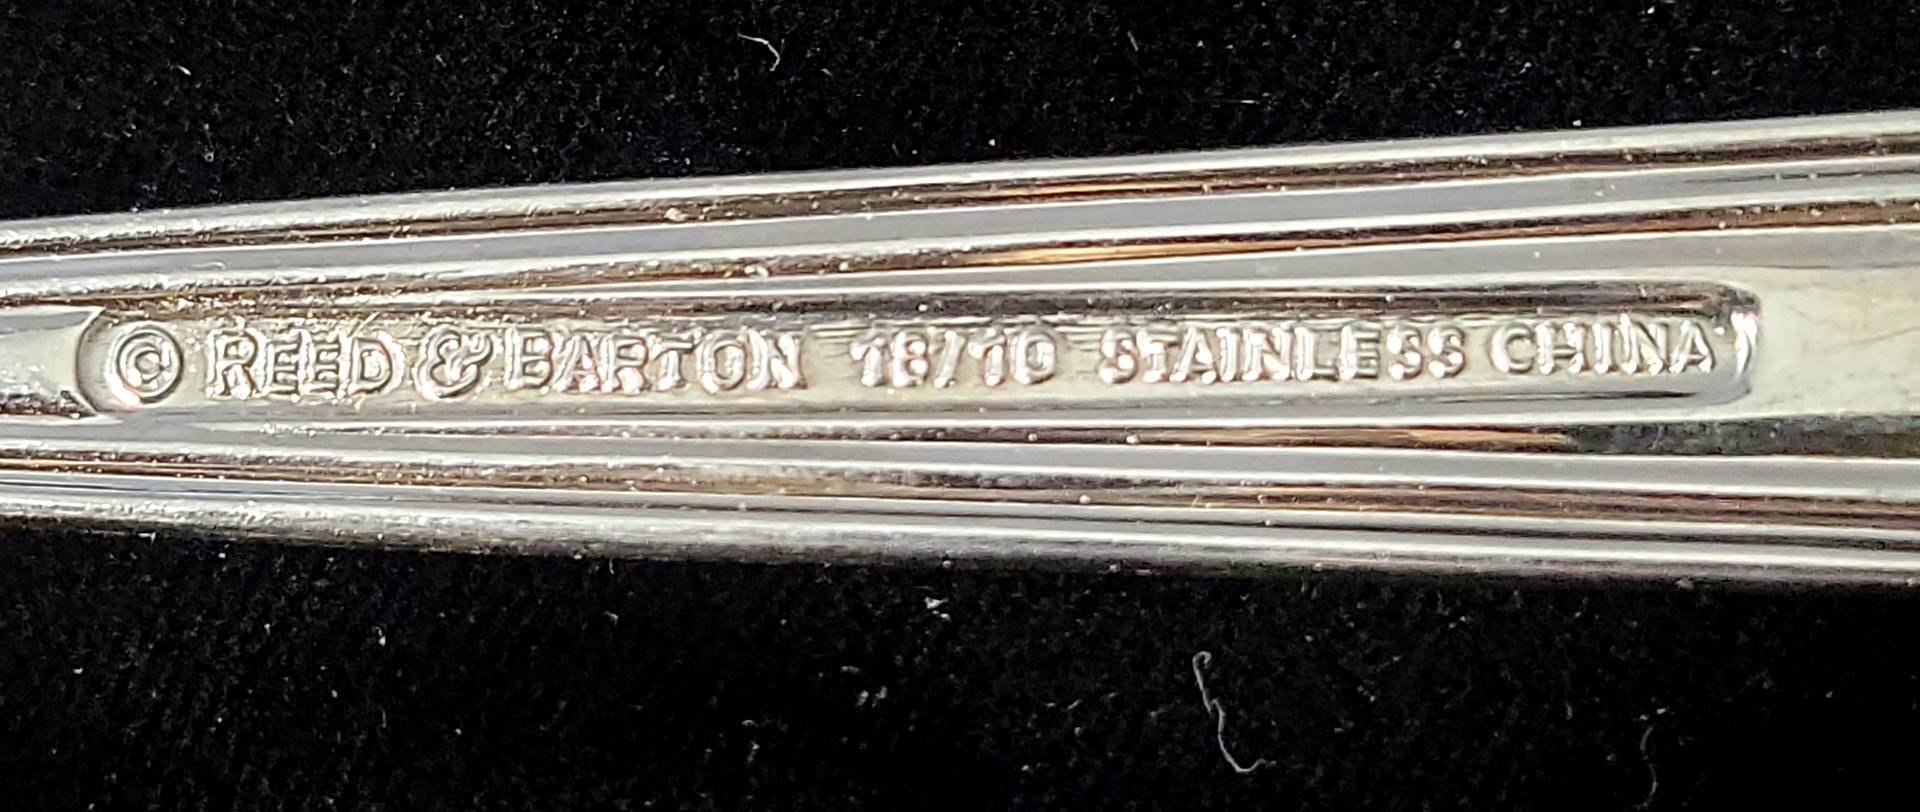 © REED & BARTON 18/10 STAINLESS CHINA